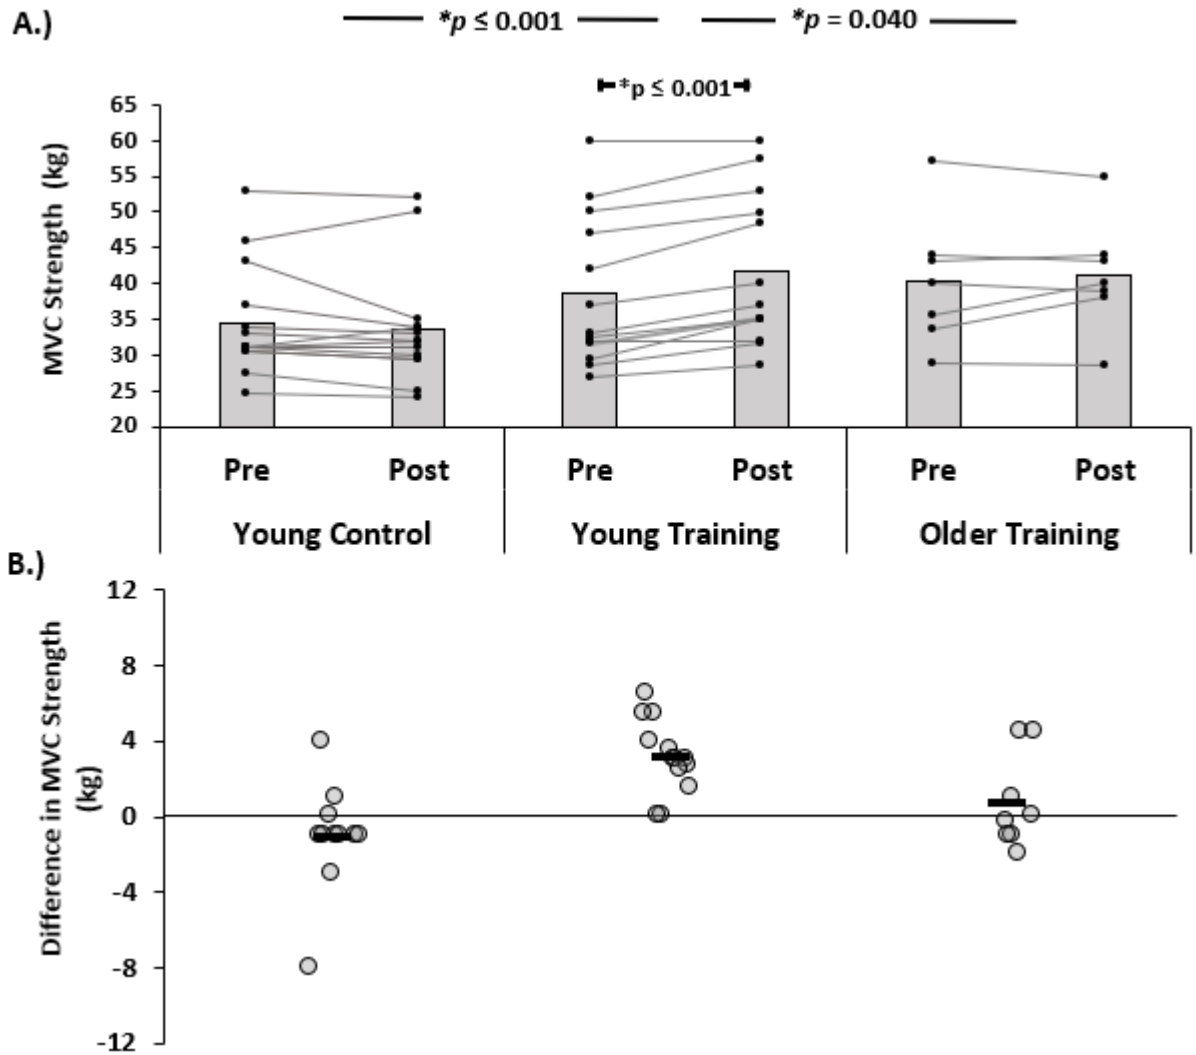 A.)
*p ≤ 0.001
*p = 0.040
*p ≤ 0.001
MVC Strength (kg)
65
60
55
50
45
40
35
30
25
20
Pre
Post
Pre
Post
Pre
Post
Young Control
Young Training
Older Training
B.)
Difference in MVC Strength
(kg)
12
8
4
0
-4
-8
-12